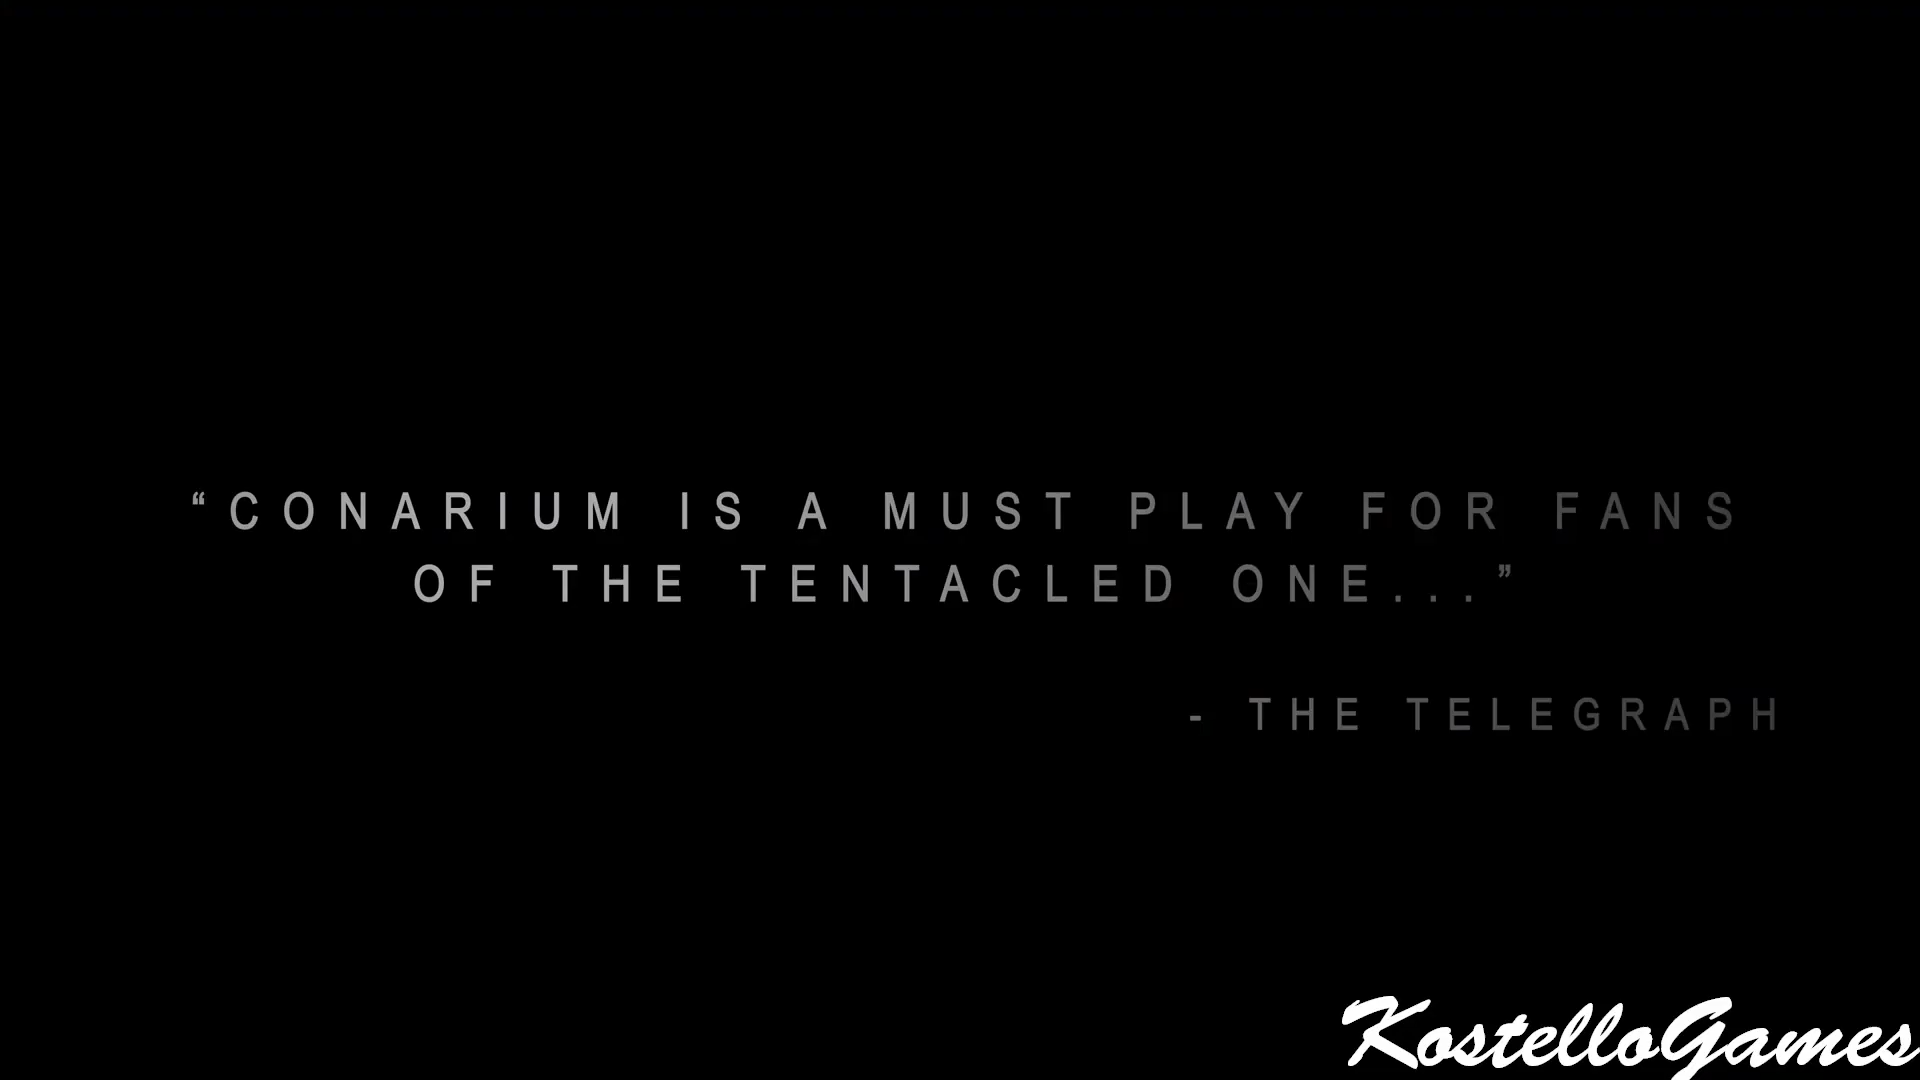 “CONARIUM IS A MUST PLAY FOR FANS
OF THE TENTACLED ONE...”
- THE TELEGRAPH
KostelloGames